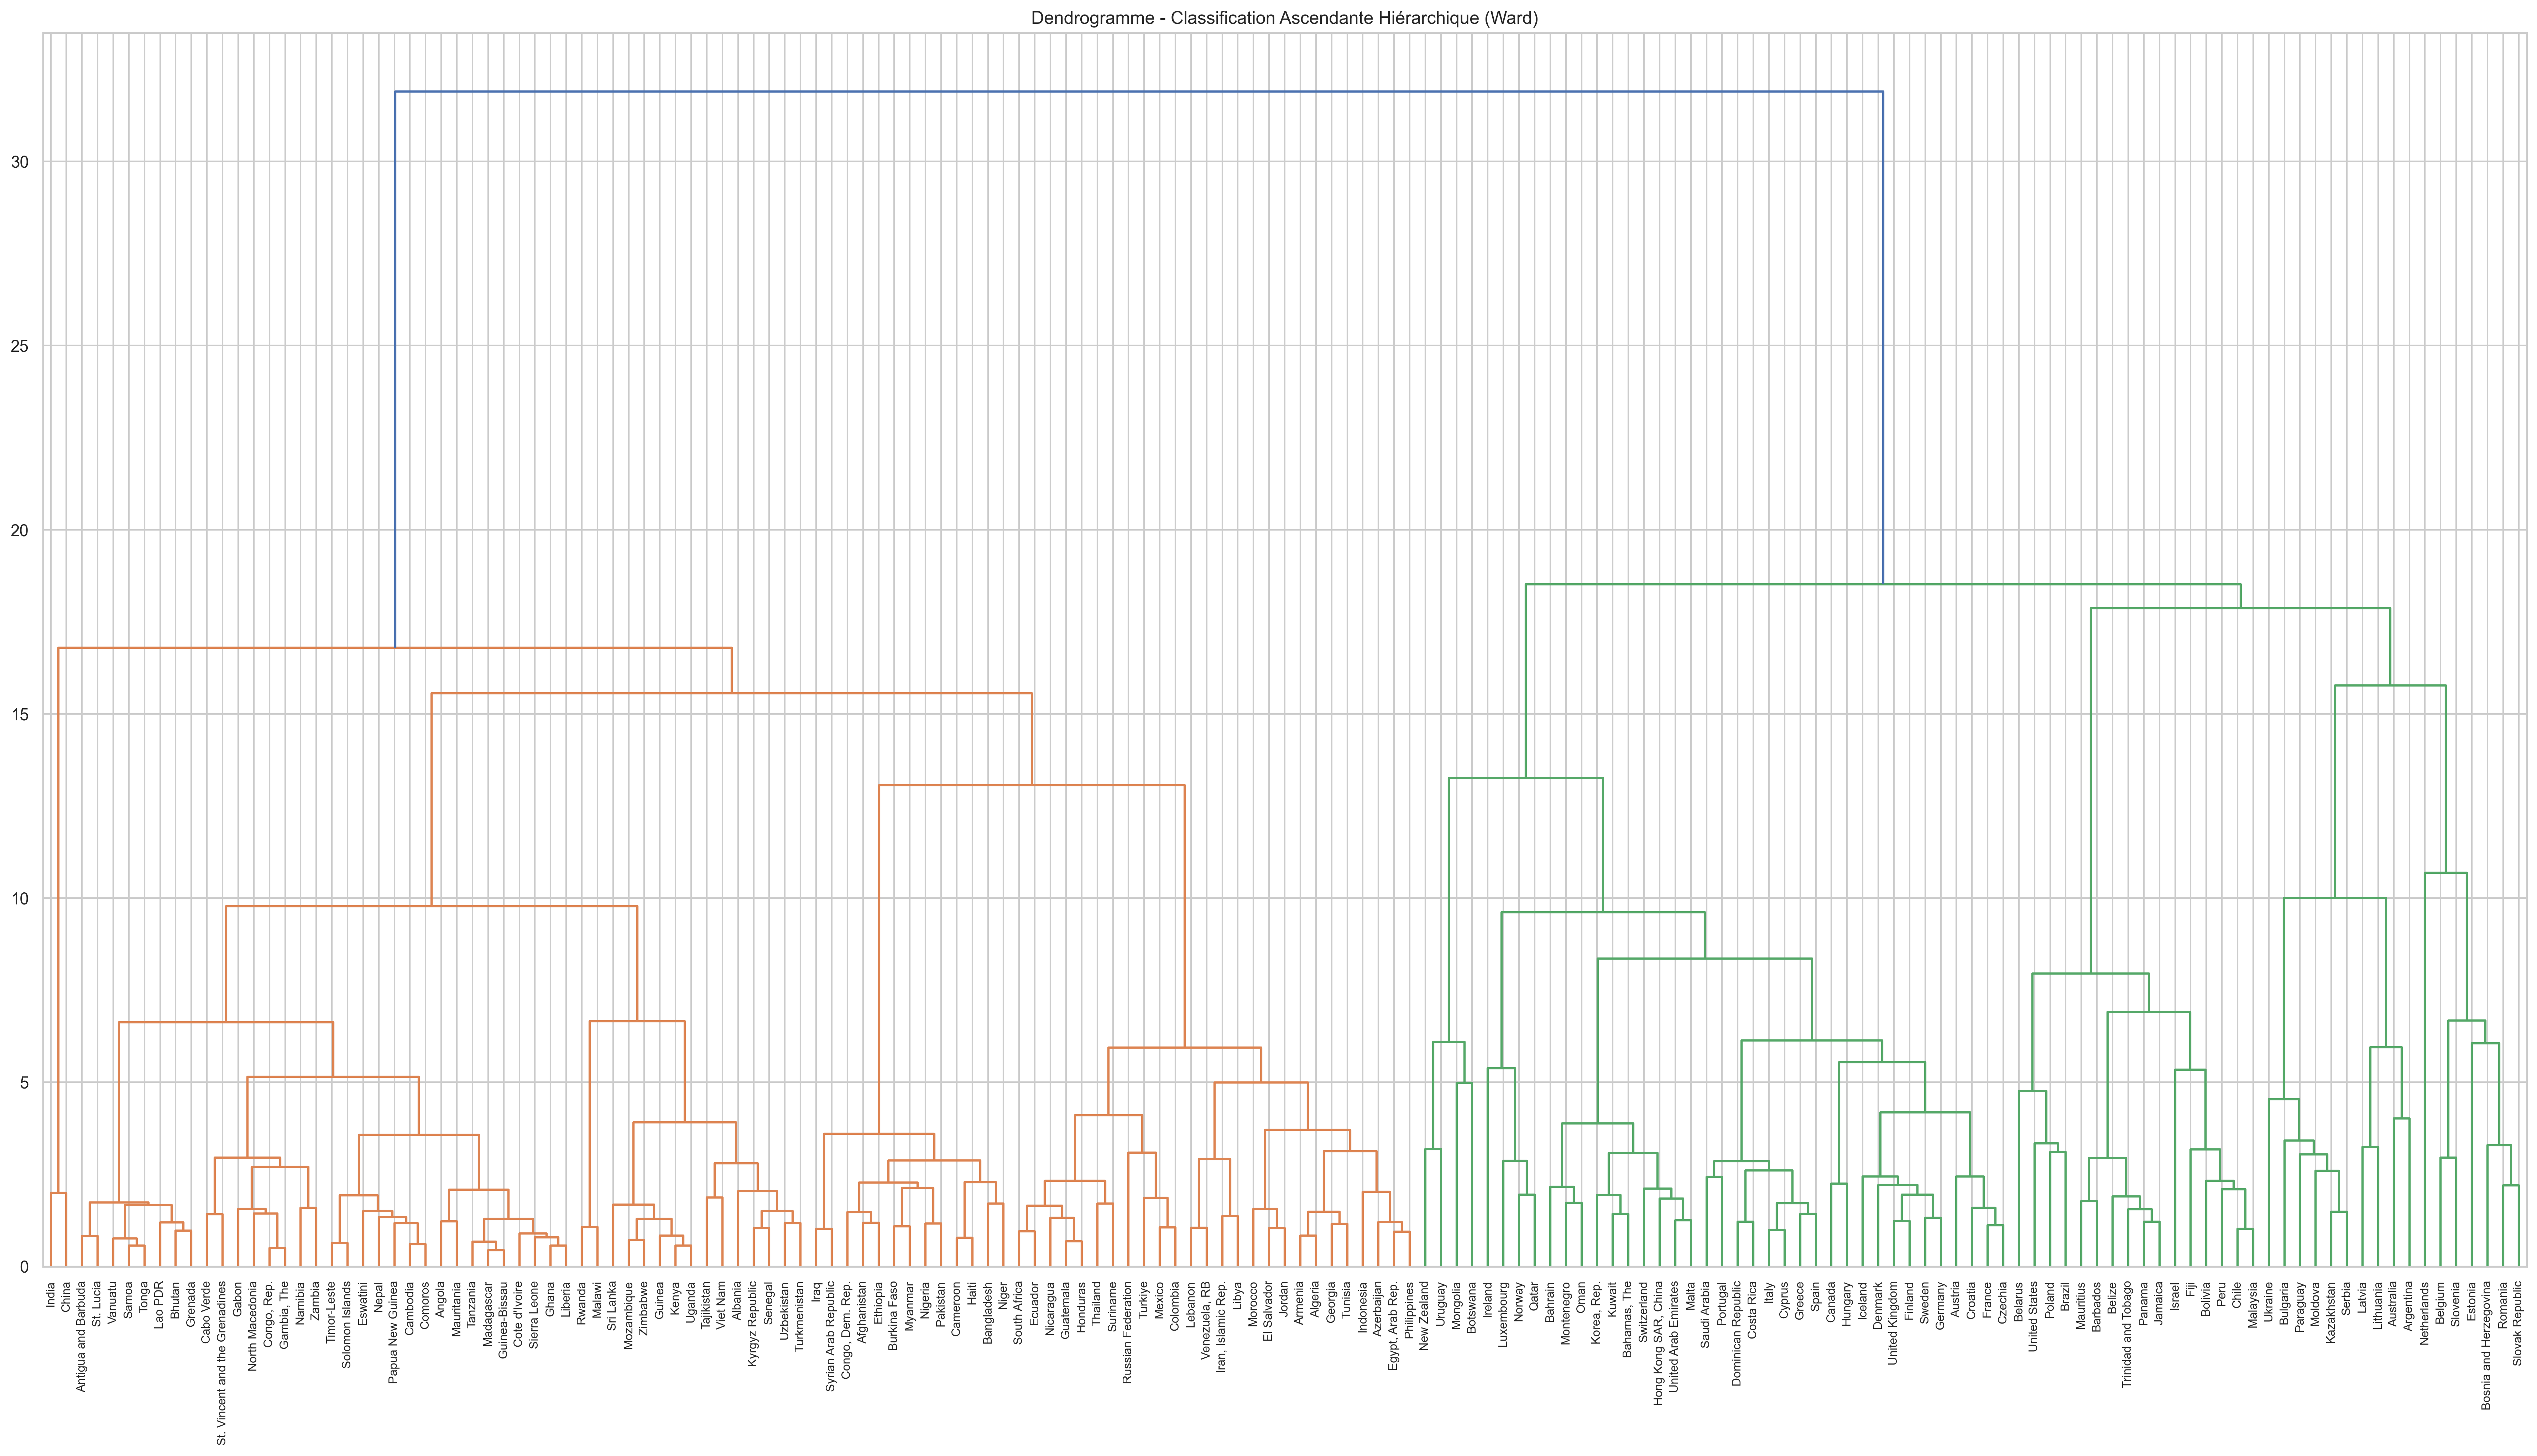 Dendrogramme - Classification Ascendante Hiérarchique (Ward)
30
25
20
15
10
5
0
India
China
Antigua and Barbuda
St. Lucia
Vanuatu
Samoa
Tonga
Lao PDR
Bhutan
Grenada
Cabo Verde
St. Vincent and the Grenadines
Gabon
North Macedonia
Congo, Rep.
Gambia, The
Namibia
Zambia
Timor-Leste
Solomon Islands
Eswatini
Nepal
Papua New Guinea
Cambodia
Comoros
Angola
Mauritania
Tanzania
Madagascar
Guinea-Bissau
Cote d'Ivoire
Sierra Leone
Ghana
Liberia
Rwanda
Malawi
Sri Lanka
Mozambique
Zimbabwe
Guinea
Kenya
Uganda
Tajikistan
Viet Nam
Albania
Kyrgyz Republic
Senegal
Uzbekistan
Turkmenistan
Iraq
Syrian Arab Republic
Congo, Dem. Rep.
Afghanistan
Ethiopia
Burkina Faso
Myanmar
Nigeria
Pakistan
Cameroon
Haiti
Bangladesh
Niger
South Africa
Ecuador
Nicaragua
Guatemala
Honduras
Thailand
Suriname
Russian Federation
Turkiye
Mexico
Colombia
Lebanon
Venezuela, RB
Iran, Islamic Rep.
Libya
Morocco
El Salvador
Jordan
Armenia
Algeria
Georgia
Tunisia
Indonesia
Azerbaijan
Egypt, Arab Rep.
Philippines
New Zealand
Uruguay
Mongolia
Botswana
Ireland
Luxembourg
Norway
Qatar
Bahrain
Montenegro
Oman
Korea, Rep.
Kuwait
Bahamas, The
Switzerland
Hong Kong SAR, China
United Arab Emirates
Malta
Saudi Arabia
Portugal
Dominican Republic
Costa Rica
Italy
Cyprus
Greece
Spain
Canada
Hungary
Iceland
Denmark
United Kingdom
Finland
Sweden
Germany
Austria
Croatia
France
Czechia
Belarus
United States
Poland
Brazil
Mauritius
Barbados
Belize
Trinidad and Tobago
Panama
Jamaica
Israel
Fiji
Bolivia
Peru
Chile
Malaysia
Ukraine
Bulgaria
Paraguay
Moldova
Kazakhstan
Serbia
Latvia
Lithuania
Australia
Argentina
Netherlands
Belgium
Slovenia
Estonia
Bosnia and Herzegovina
Romania
Slovak Republic